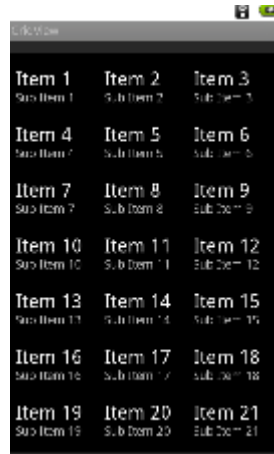 GridView
Item 1 Item 2 Item 3
Sub Item 1 Sub Item 2 Sub Item 3
Item 4 Item 5 Item 6
Sub Item 4 Sub Item 5 Sub Item 6
Item 7 Item 8 Item 9
Sub Item 7 Sub Item 8 Sub Item 9
Item 10 Item 11 Item 12
Sub Item 10 Sub Item 11 Sub Item 12
Item 13 Item 14 Item 15
Sub Item 13 Sub Item 14 Sub Item 15
Item 16 Item 17 Item 18
Sub Item 16 Sub Item 17 Sub Item 18
Item 19 Item 20 Item 21
Sub Item 19 Sub Item 20 Sub Item 21